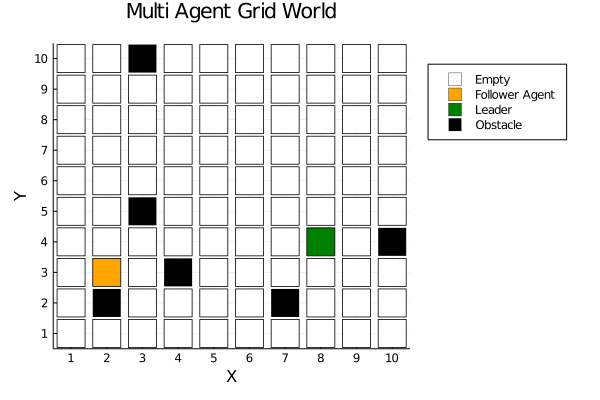 Multi Agent Grid World
10
9
8
7
6
5
4
3
2
1
Y
1 2 3 4 5 6 7 8 9 10
X
Empty
Follower Agent
Leader
Obstacle